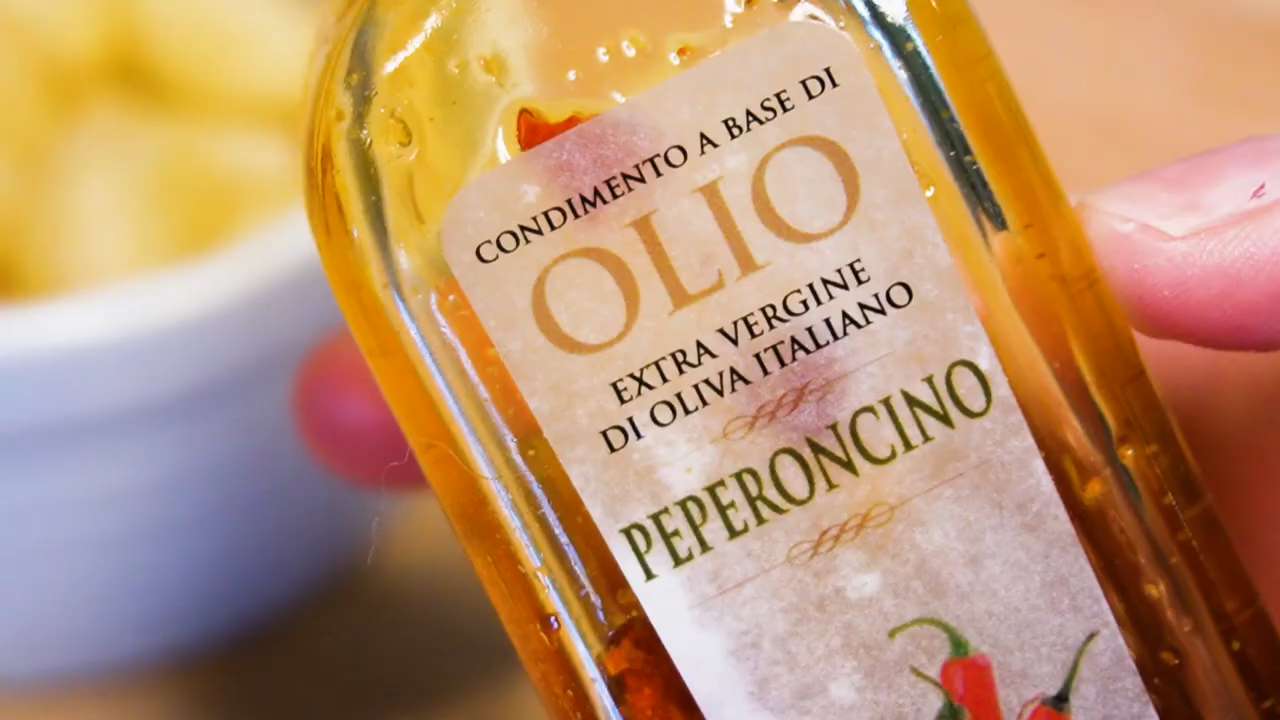 CONDIMENTO A BASE DI
OLIO
EXTRA VERGINE
DI OLIVA ITALIANO
PEPERONCINO